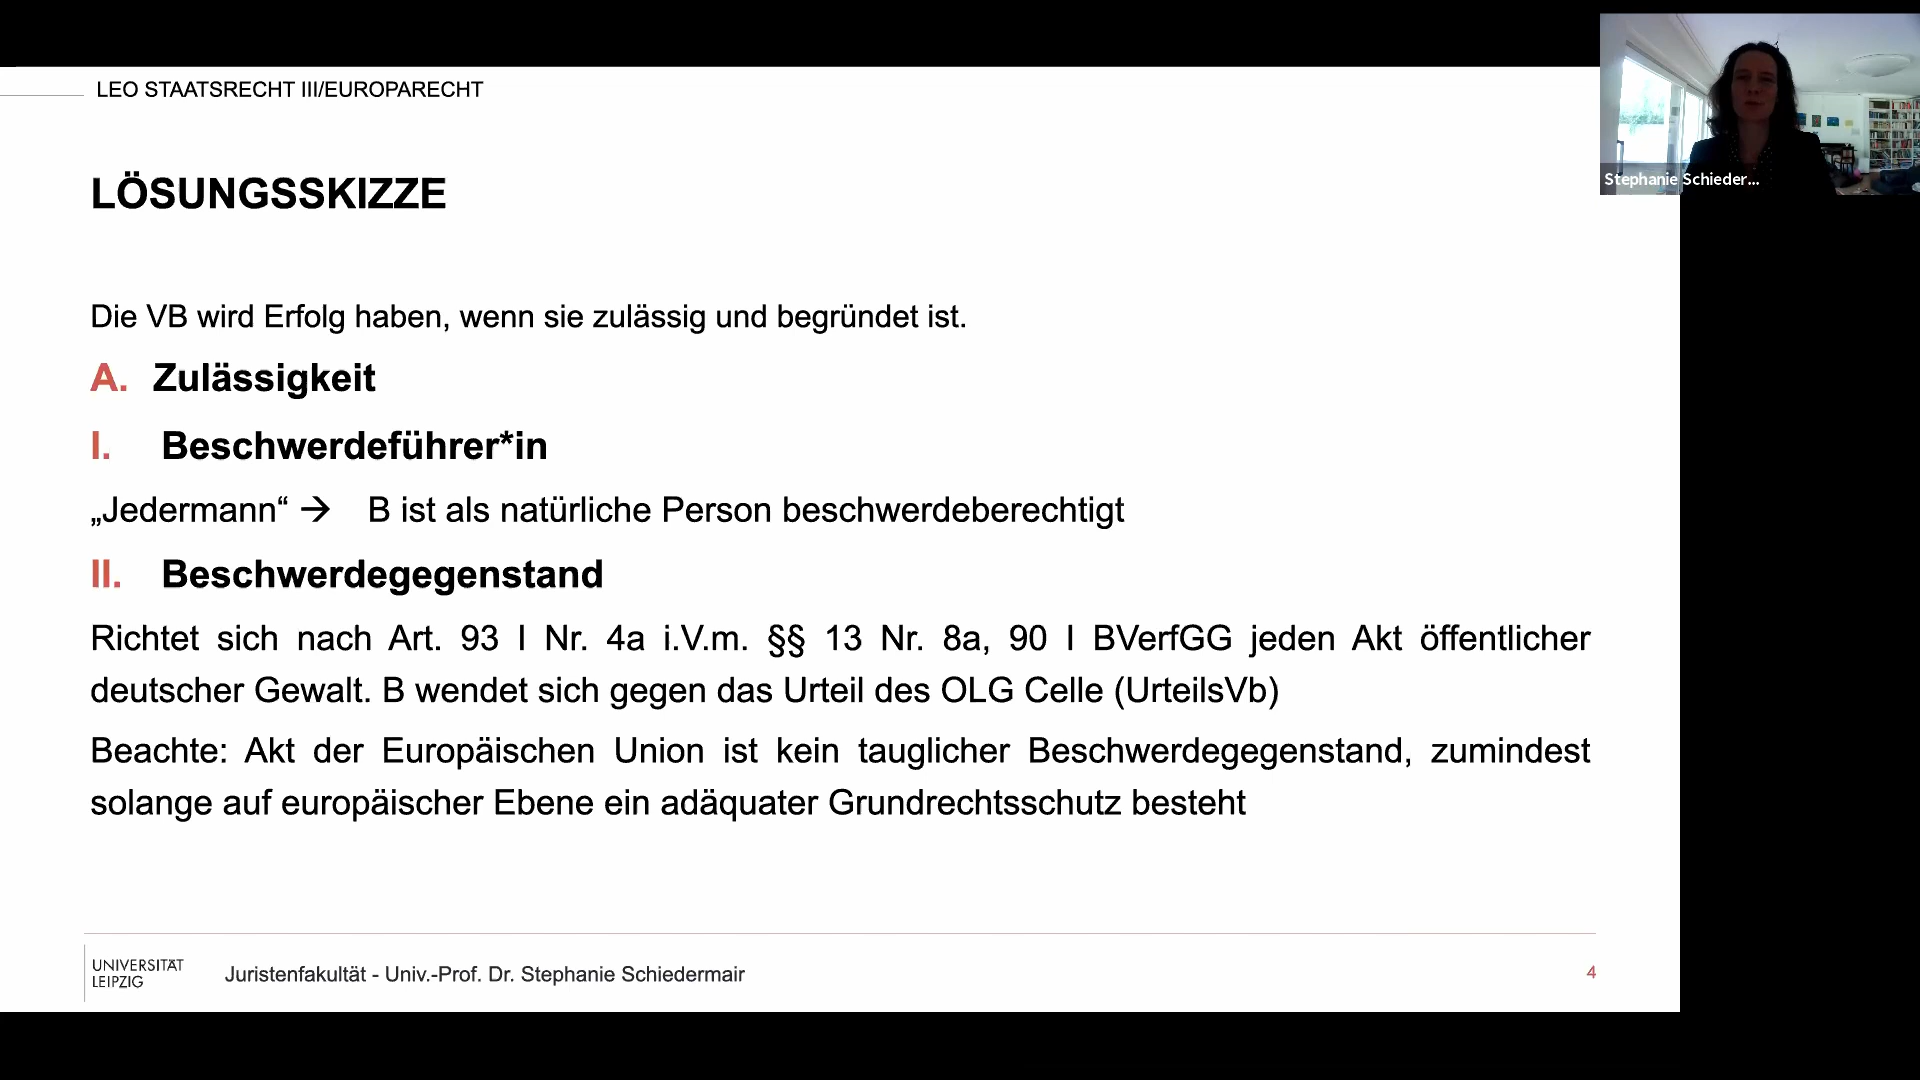 LEO STAATSRECHT III/EUROPARECHT
Stephanie Schieder...
LÖSUNGSSKIZZE
Die VB wird Erfolg haben, wenn sie zulässig und begründet ist.
A. Zulässigkeit
I. Beschwerdeführer*in
„Jedermann“ → B ist als natürliche Person beschwerdeberechtigt
II. Beschwerdegegenstand
Richtet sich nach Art. 93 I Nr. 4a i.V.m. §§ 13 Nr. 8a, 90 I BVerfGG jeden Akt öffentlicher
deutscher Gewalt. B wendet sich gegen das Urteil des OLG Celle (UrteilsVb)
Beachte: Akt der Europäischen Union ist kein tauglicher Beschwerdegegenstand, zumindest
solange auf europäischer Ebene ein adäquater Grundrechtsschutz besteht
UNIVERSITÄT
LEIPZIG
Juristenfakultät - Univ.-Prof. Dr. Stephanie Schiedermair
4